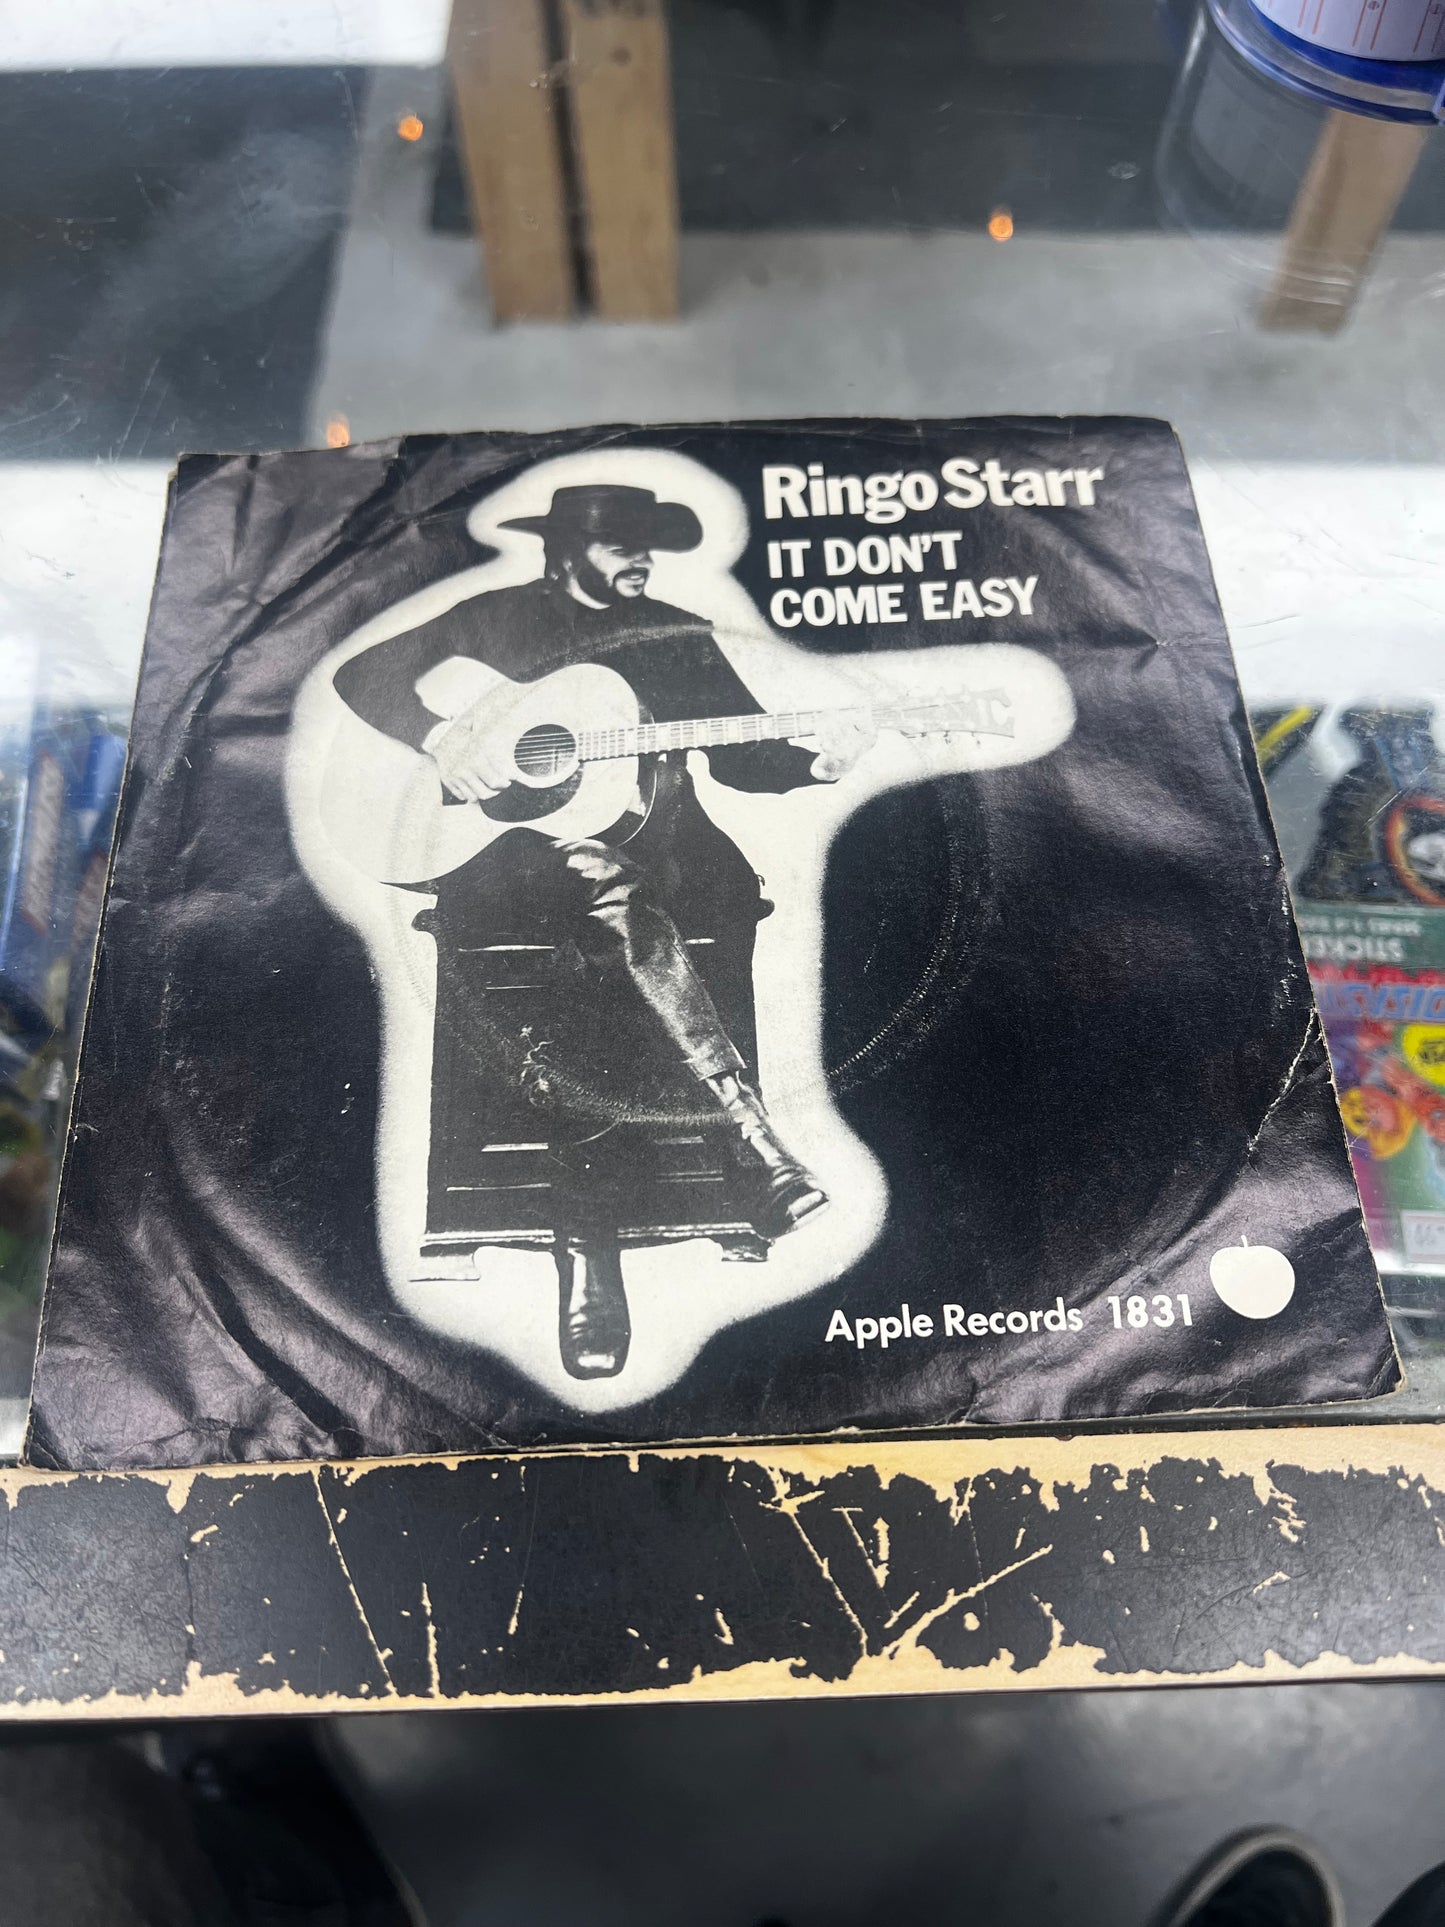 Ringo Starr
IT DON'T
COME EASY
Apple Records 1831